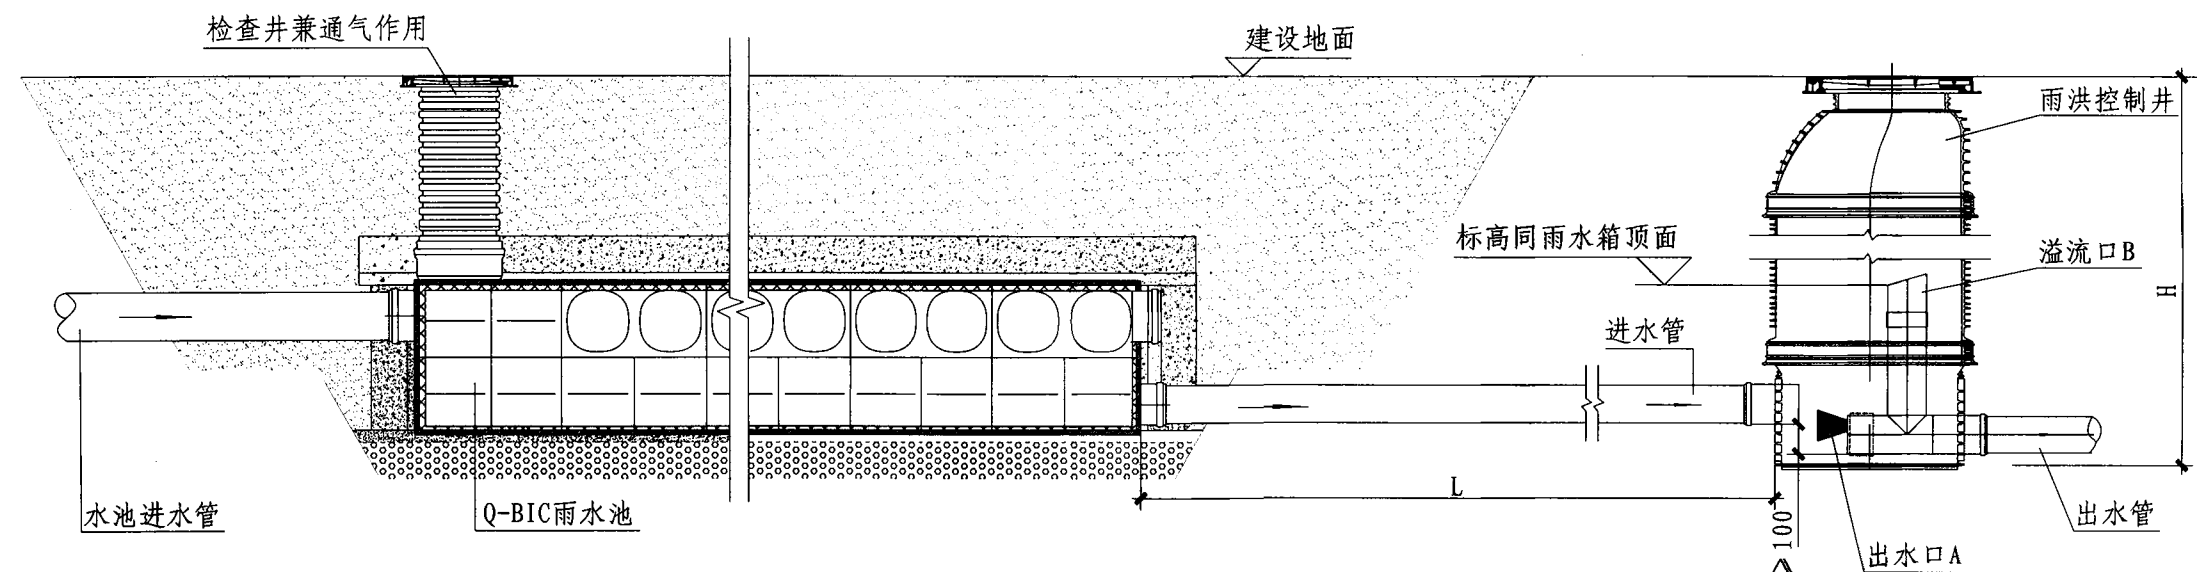 检查井兼通气作用
建设地面
雨洪控制井
标高同雨水箱顶面
溢流口B
H
进水管
L
水池进水管
Q-BIC雨水池
≥100
出水口A
出水管